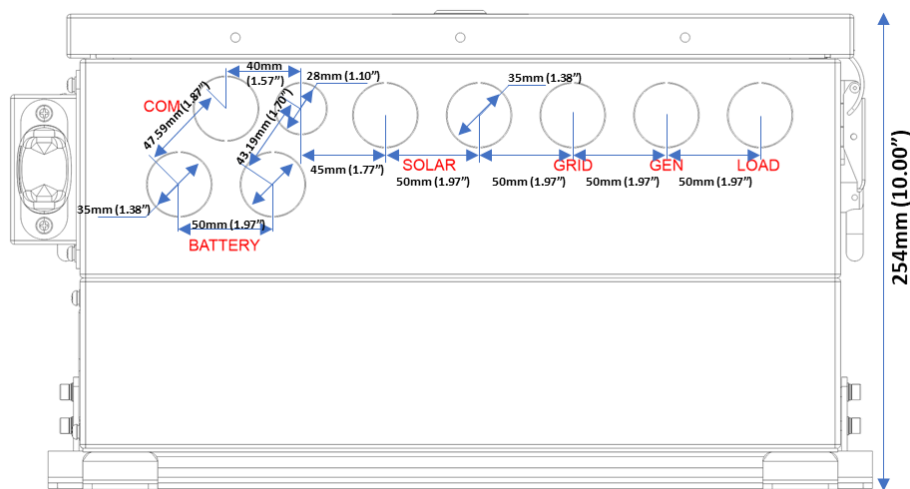 40mm
(1.57”)
28mm (1.10”)
35mm (1.38”)
COM
47.59mm(1.87”)
43.19mm(1.70”)
45mm (1.77”)
SOLAR
GRID
GEN
LOAD
50mm (1.97”)
50mm (1.97”)
50mm (1.97”)
50mm (1.97”)
35mm (1.38”)
50mm (1.97”)
BATTERY
254mm (10.00”)